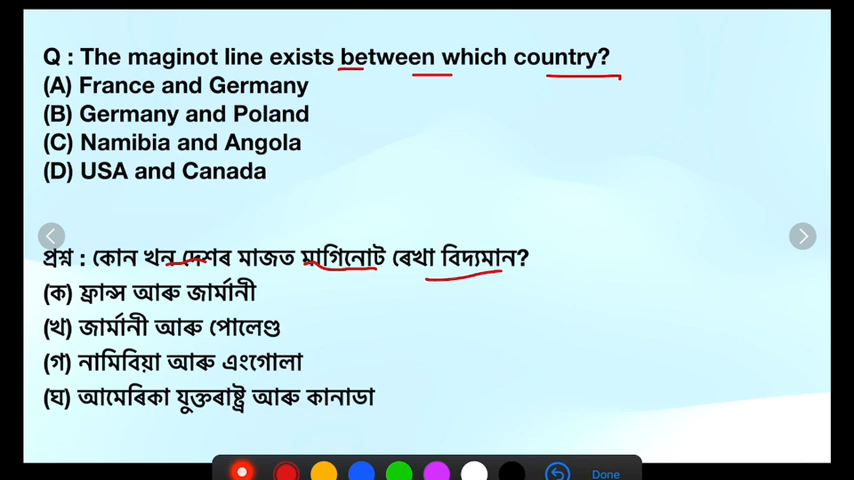 Q : The maginot line exists between which country?
(A) France and Germany
(B) Germany and Poland
(C) Namibia and Angola
(D) USA and Canada
প্ৰশ্ন : কোন খন দেশৰ মাজত মাগিনোট ৰেখা বিদ্যমান?
(ক) ফ্ৰান্স আৰু জাৰ্মানী
(খ) জাৰ্মানী আৰু পোলেণ্ড
(গ) নামিবিয়া আৰু এংগোলা
(ঘ) আমেৰিকা যুক্তৰাষ্ট্ৰ আৰু কানাডা
Done